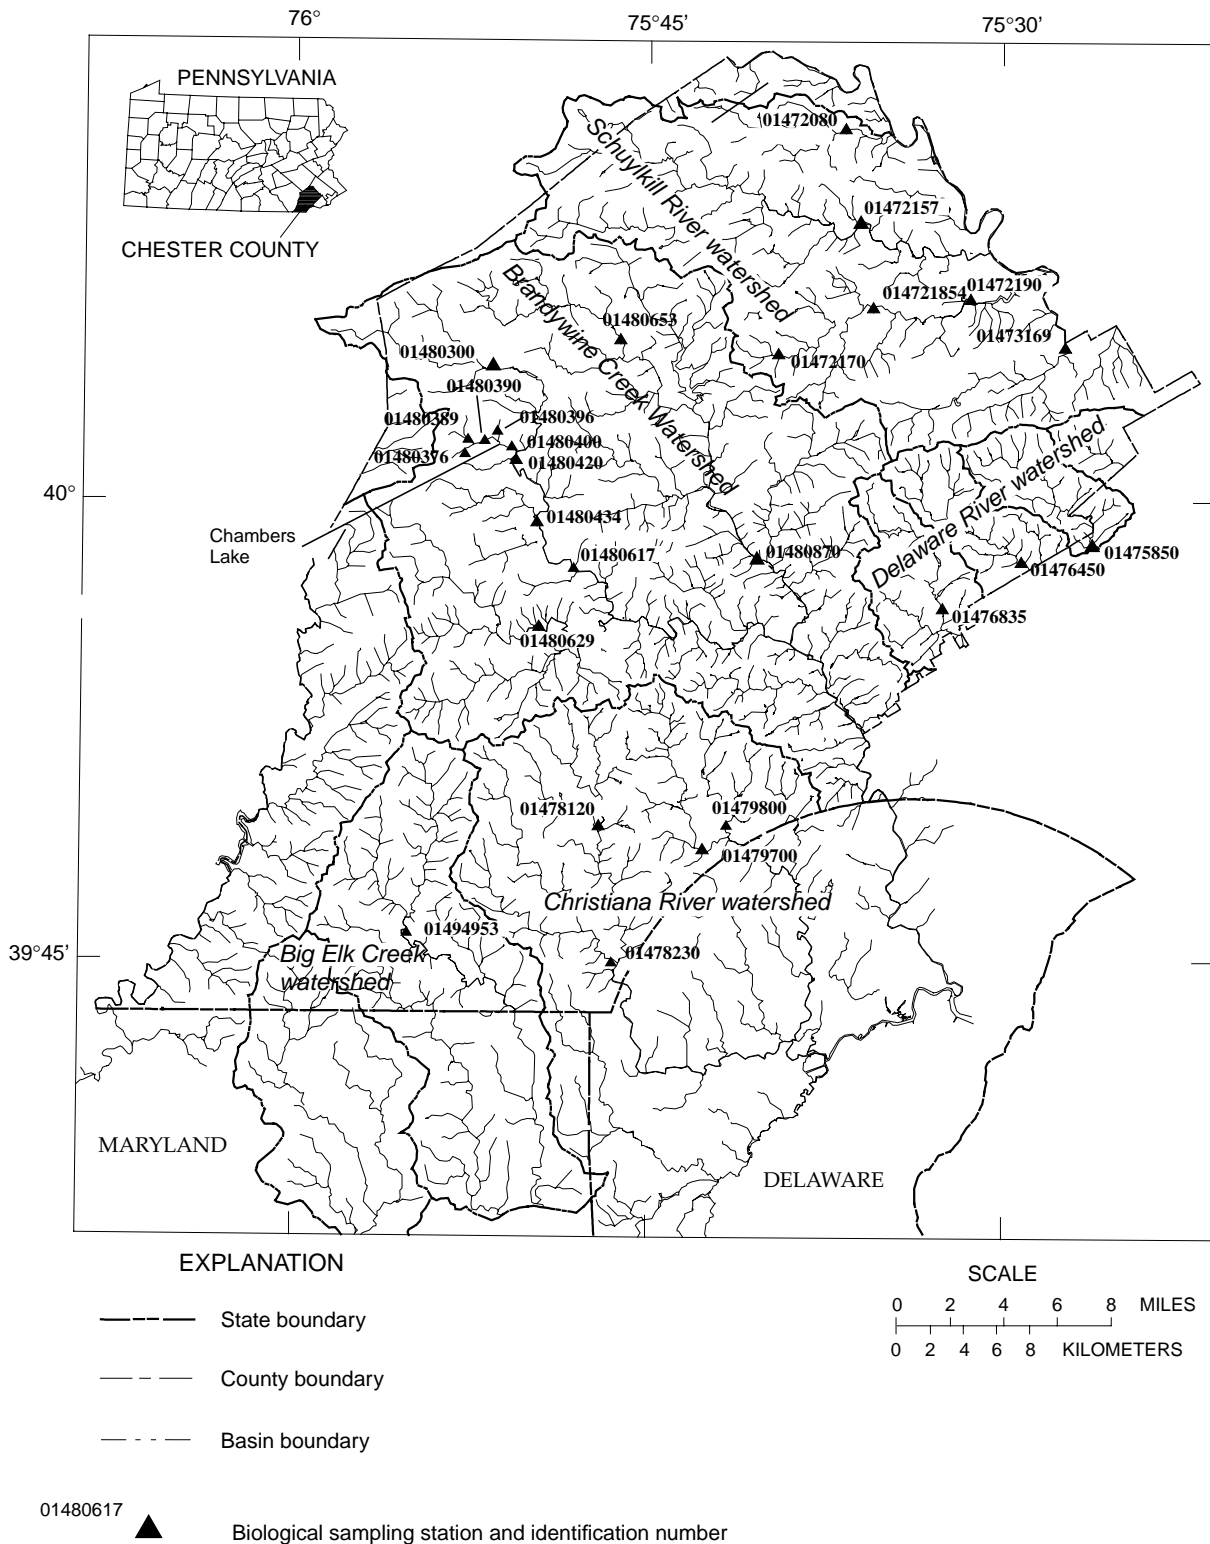 76°
75°45’
75°30’
PENNSYLVANIA
CHESTER COUNTY
01472080
Schuylkill River watershed
01472157
01472190
014721854
01473169
01472170
Brandywine Creek Watershed
01480653
01480300
01480390
01480389
01480396
01480400
01480376
01480420
40°
01480434
Chambers
Lake
01480617
01480870
Delaware River watershed
01475850
01476450
01476835
01480629
01478120
01479800
01479700
Christiana River watershed
01494953
01478230
39°45’
Big Elk Creek
watershed
MARYLAND
DELAWARE
EXPLANATION
State boundary
County boundary
Basin boundary
01480617
Biological sampling station and identification number
SCALE
0 2 4 6 8 MILES
0 2 4 6 8 KILOMETERS